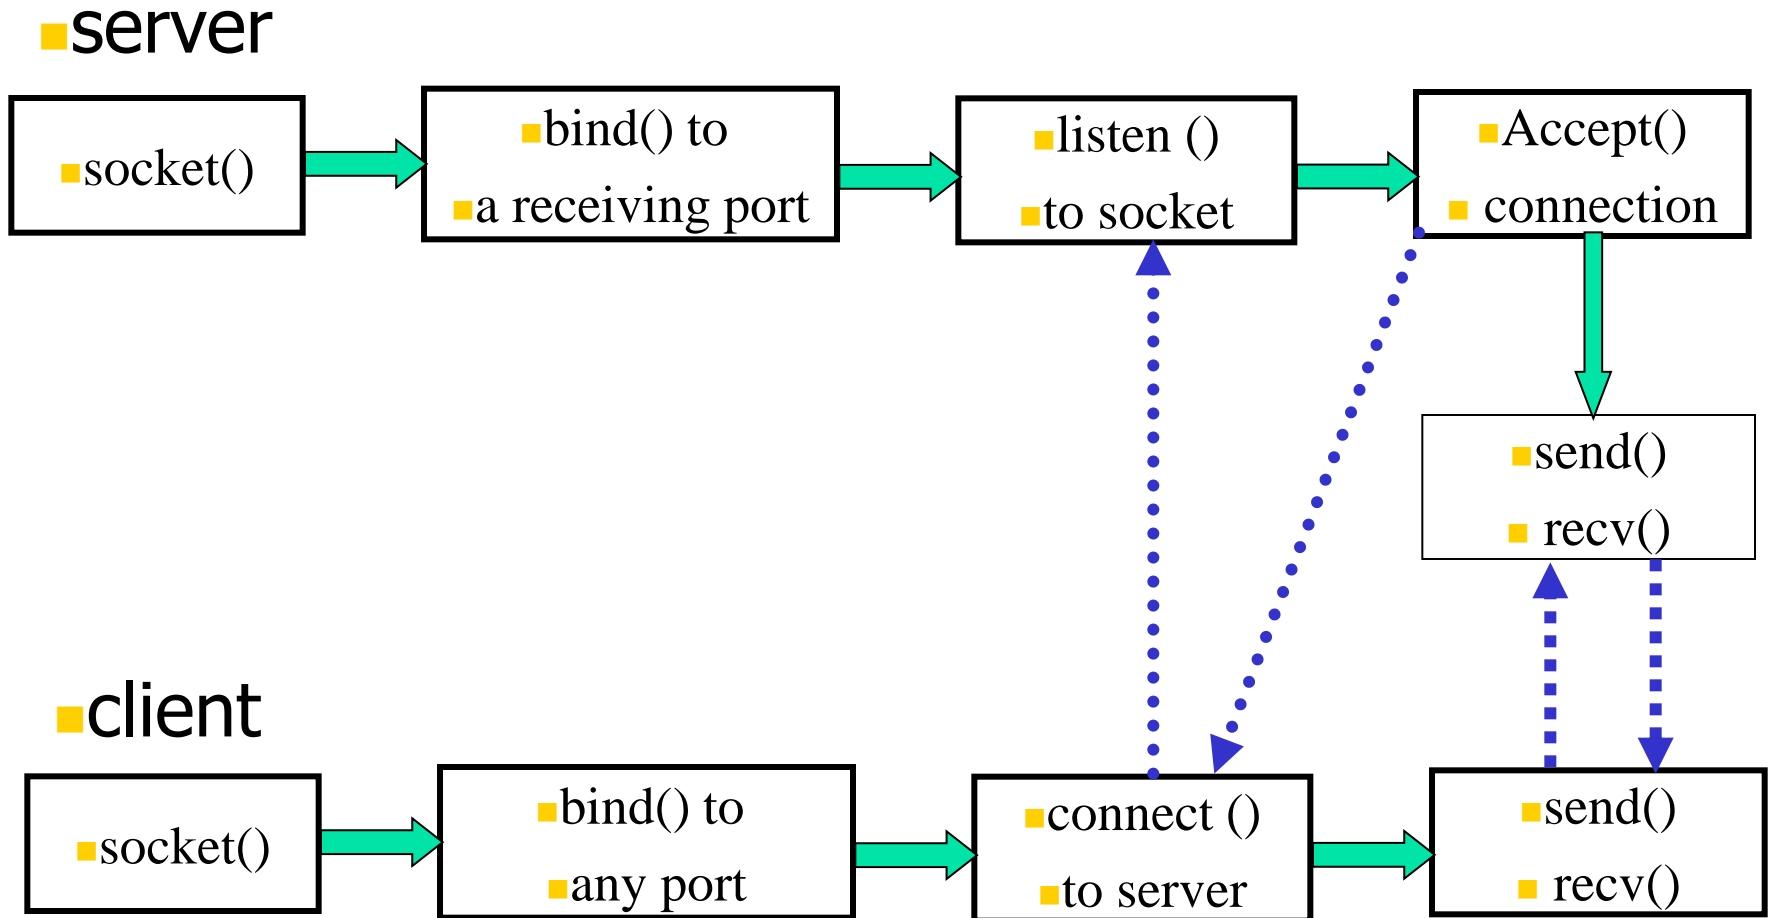 server
socket()
bind() to
a receiving port
listen ()
to socket
Accept()
connection
send()
recv()
client
socket()
bind() to
any port
connect ()
to server
send()
recv()